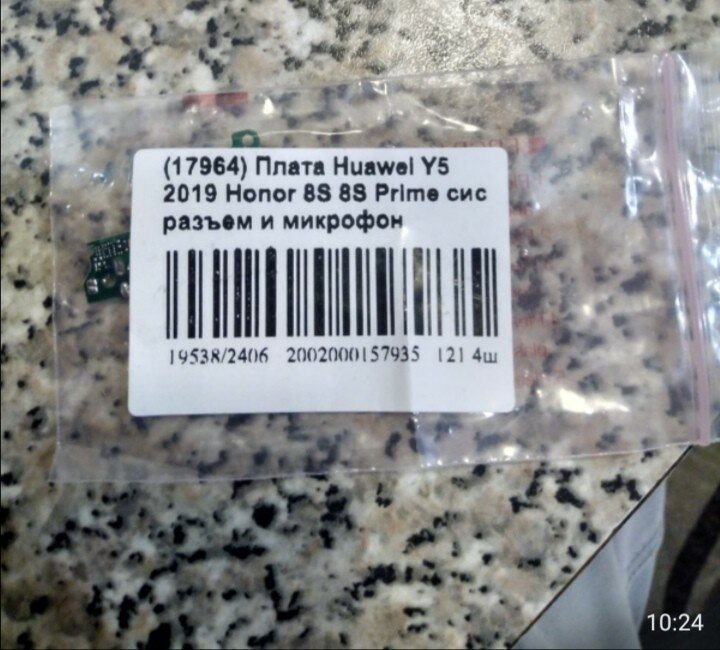 (17964) Плата Huawei Y5
2019 Honor 8S 8S Prime сис
разъем и микрофон
19538/2406 2002000157935 121 4ш
10:24